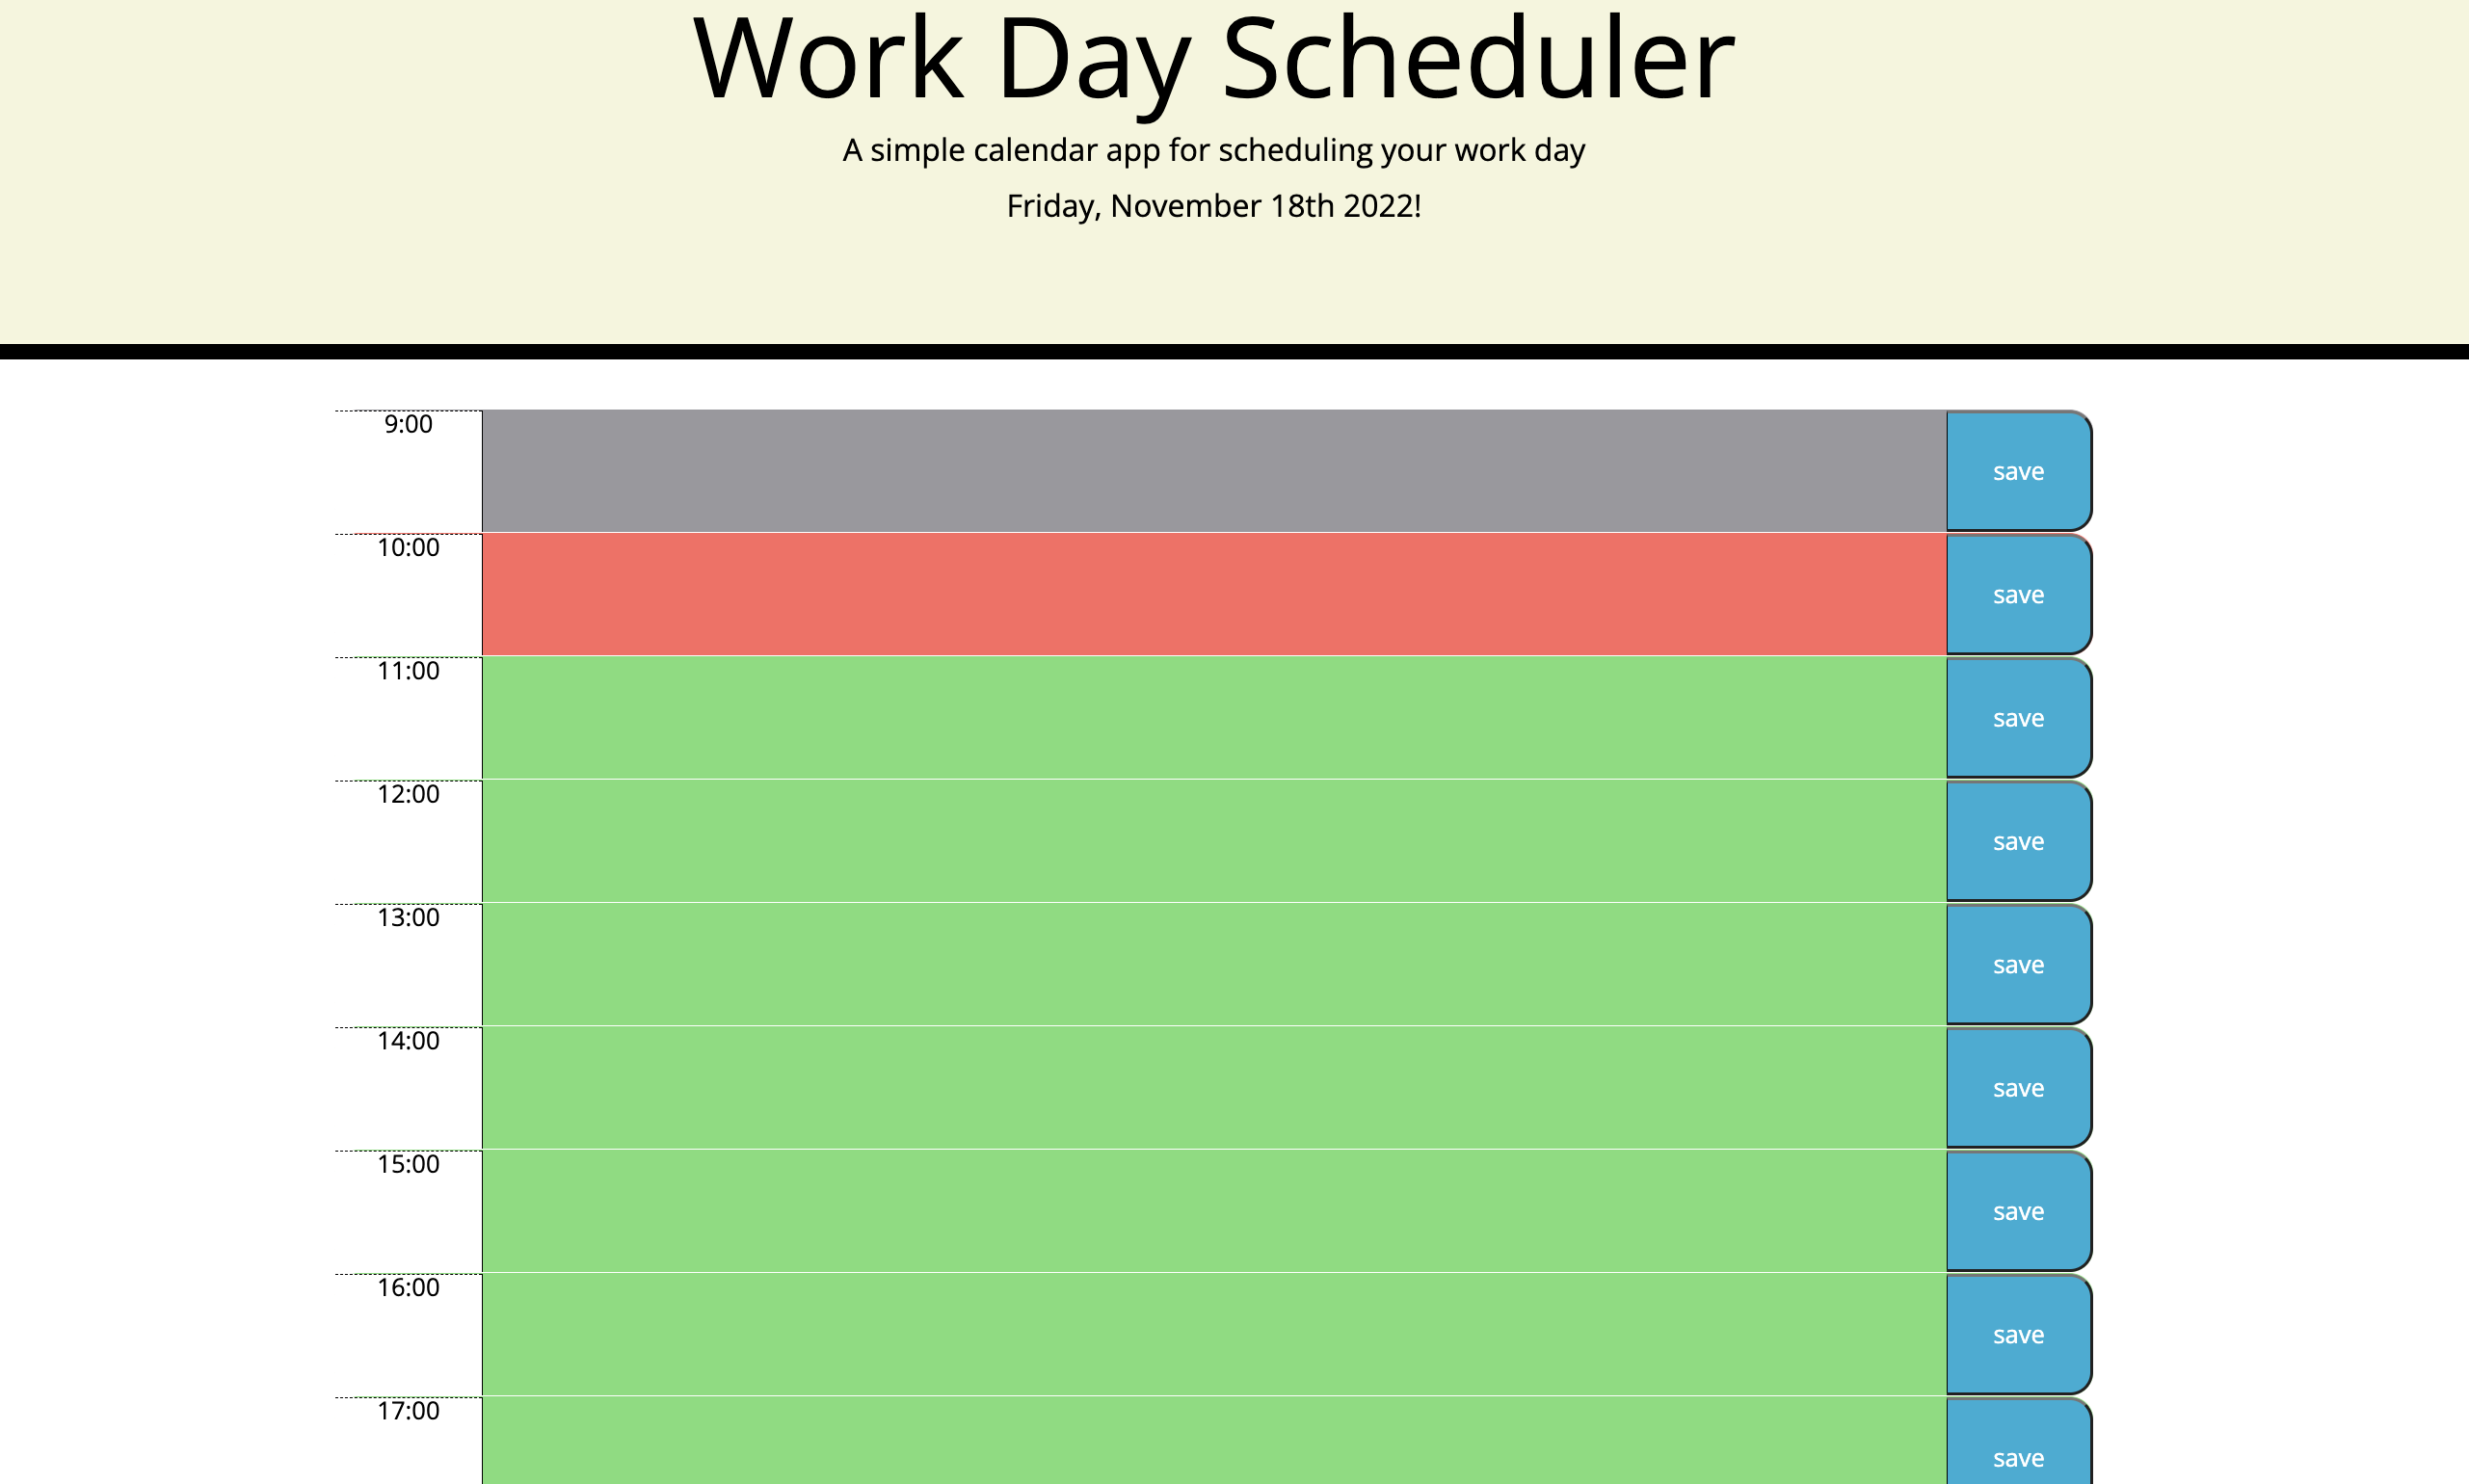 Work Day Scheduler
A simple calendar app for scheduling your work day
Friday, November 18th 2022!
9:00
save
10:00
save
11:00
save
12:00
save
13:00
save
14:00
save
15:00
save
16:00
save
17:00
save